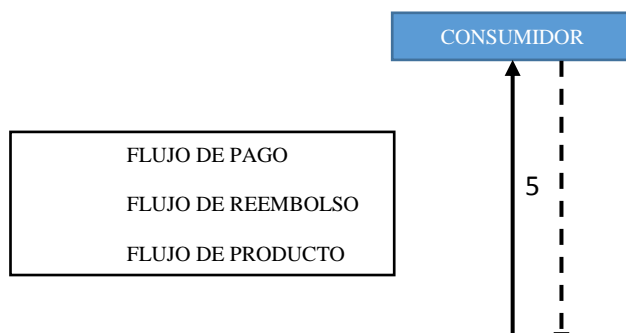 CONSUMIDOR
FLUJO DE PAGO
5
FLUJO DE REEMBOLSO
FLUJO DE PRODUCTO